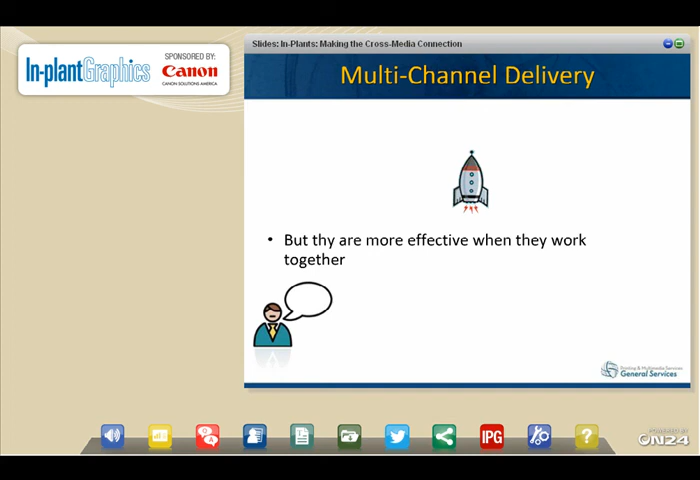 Slides: In-Plants: Making the Cross-Media Connection
In-plantGraphics
SPONSORED BY:
Canon
CANON SOLUTIONS AMERICA
Multi-Channel Delivery
• But thy are more effective when they work
together
Printing & Multimedia Services
General Services
Q
A
IPG
?
POWERED BY
ON24